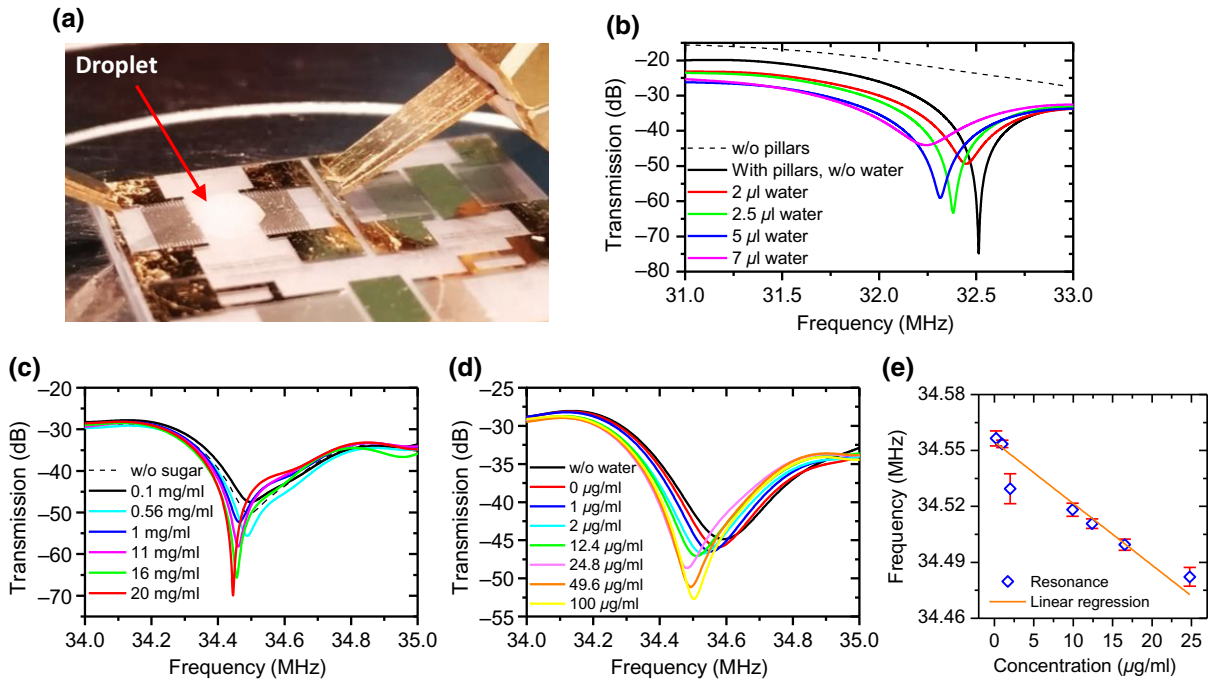 (a)
Droplet
(b)
−20
−30
−40
−50
−60
−70
−80
31.0
31.5
32.0
32.5
33.0
Transmission (dB)
Frequency (MHz)
w/o pillars
With pillars, w/o water
2 µl water
2.5 µl water
5 µl water
7 µl water
(c)
−20
−30
−40
−50
−60
−70
34.0
34.2
34.4
34.6
34.8
35.0
Transmission (dB)
Frequency (MHz)
w/o sugar
0.1 mg/ml
0.56 mg/ml
1 mg/ml
11 mg/ml
16 mg/ml
20 mg/ml
(d)
−25
−30
−35
−40
−45
−50
−55
34.0
34.2
34.4
34.6
34.8
35.0
Transmission (dB)
Frequency (MHz)
w/o water
0 µg/ml
1 µg/ml
2 µg/ml
12.4 µg/ml
24.8 µg/ml
49.6 µg/ml
100 µg/ml
(e)
34.58
34.55
34.52
34.49
34.46
0
5
10
15
20
25
Frequency (MHz)
Concentration (µg/ml)
Resonance
Linear regression